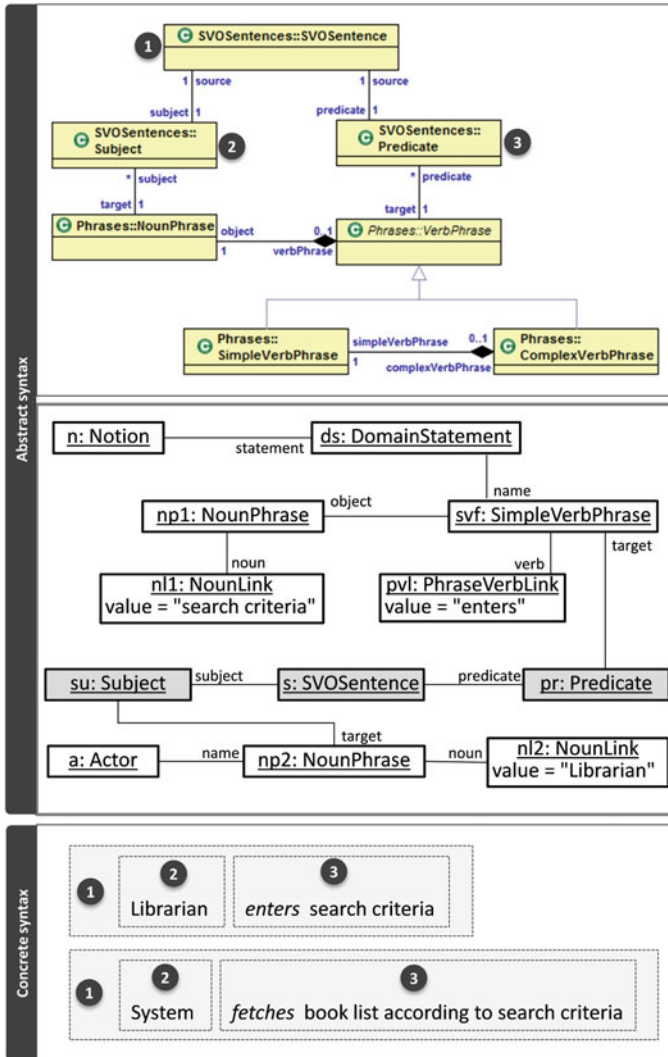 Abstract syntax
1
SVOSentences::SVOSentence
1 source
1 source
subject 1
predicate 1
SVOSentences::
Subject
2
SVOSentences::
Predicate
3
* subject
* predicate
target 1
target 1
Phrases::NounPhrase
object
1
0..1
verbPhrase
Phrases::VerbPhrase
Phrases::
SimpleVerbPhrase
simpleVerbPhrase
1
0..1
complexVerbPhrase
Phrases::
ComplexVerbPhrase
n: Notion
statement
ds: DomainStatement
name
np1: NounPhrase
object
svf: SimpleVerbPhrase
target
noun
verb
nl1: NounLink
value = "search criteria"
pvl: PhraseVerbLink
value = "enters"
su: Subject
subject
s: SVOSentence
predicate
pr: Predicate
target
a: Actor
name
np2: NounPhrase
noun
nl2: NounLink
value = "Librarian"
Concrete syntax
1
2
3
Librarian
enters search criteria
1
2
3
System
fetches book list according to search criteria